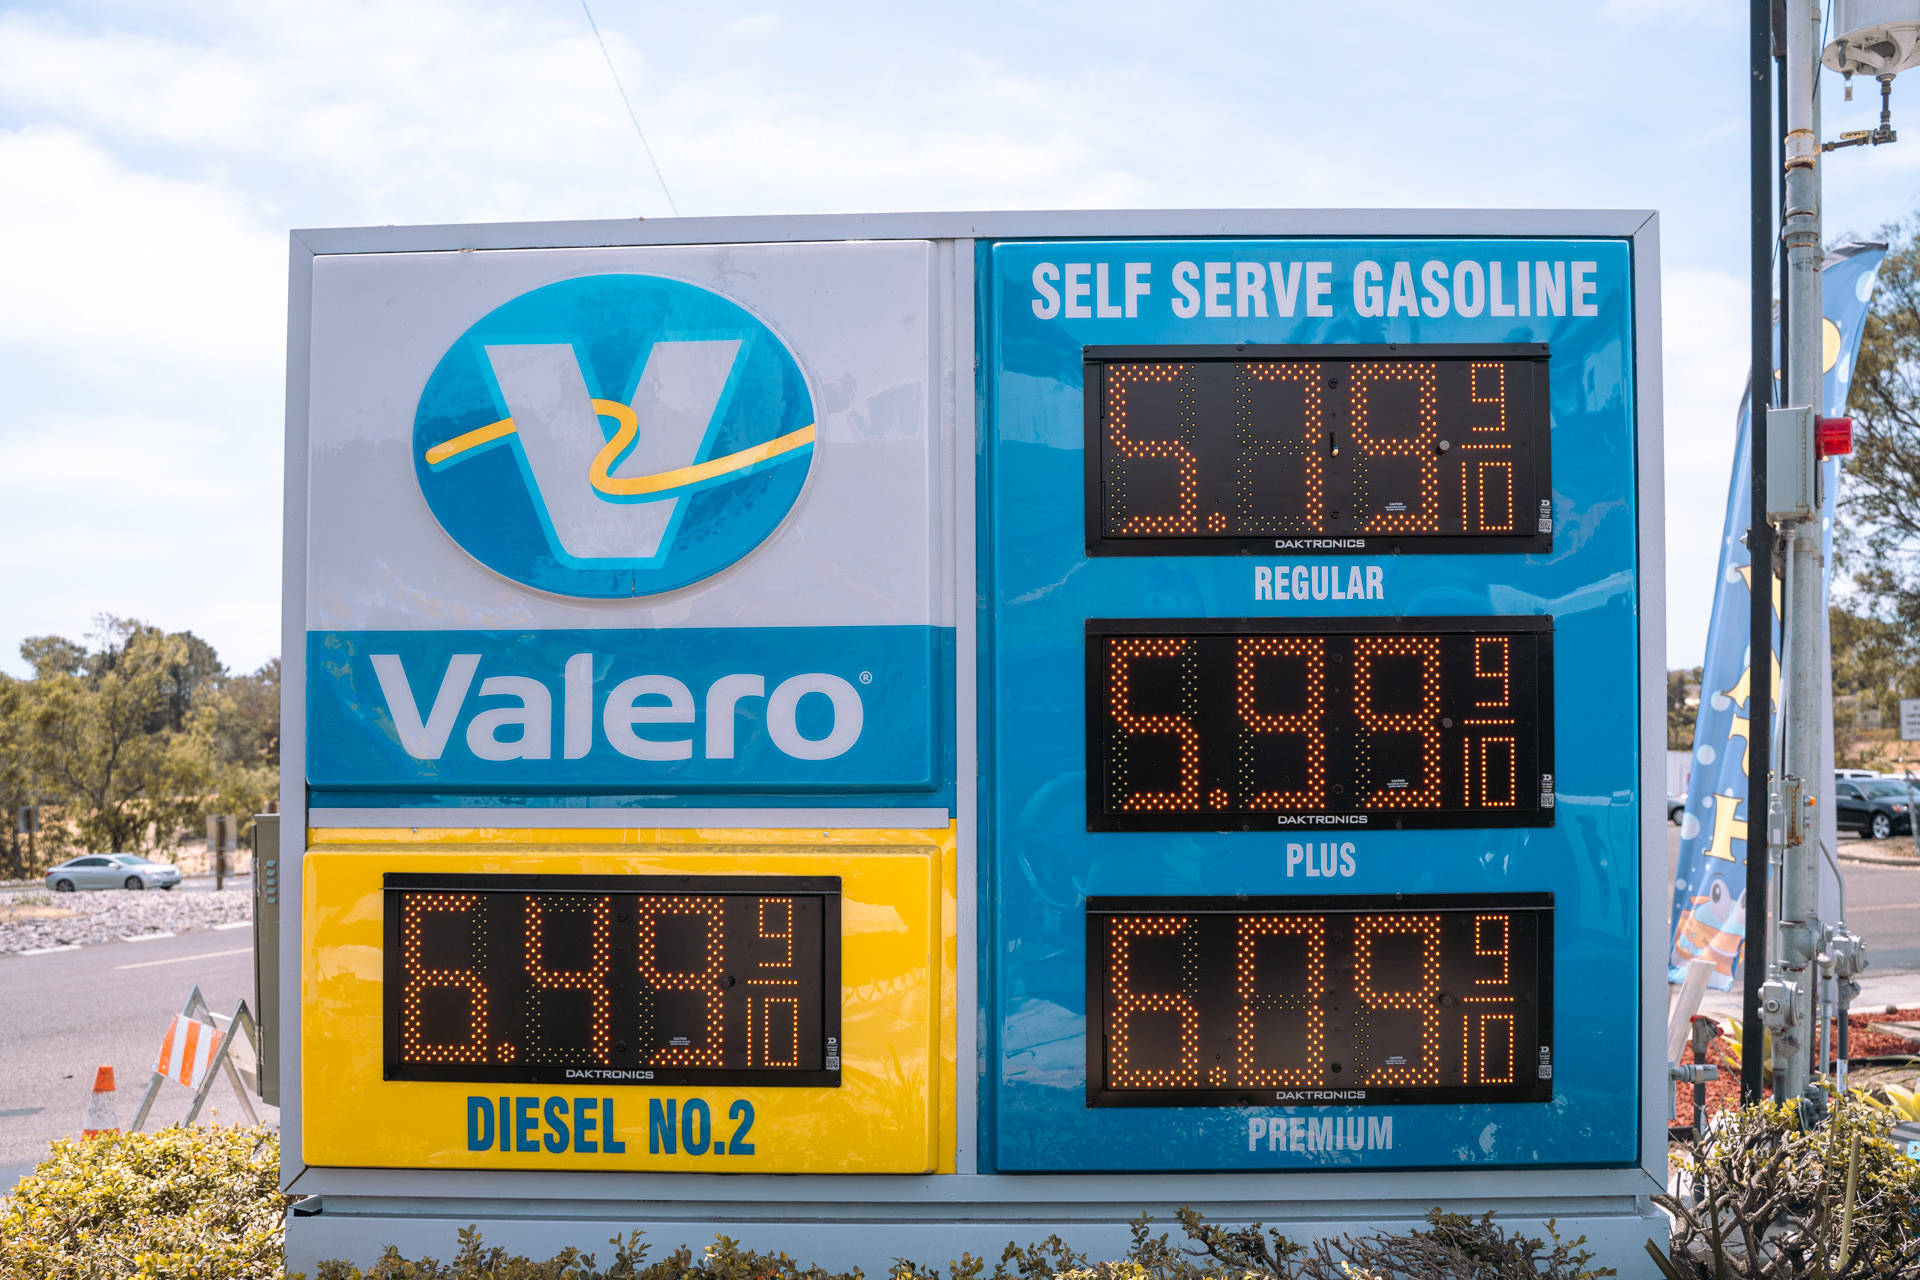 Valero®
6.49 9/10
DAKTRONICS
DIESEL NO.2
SELF SERVE GASOLINE
5.79 9/10
DAKTRONICS
REGULAR
5.99 9/10
DAKTRONICS
PLUS
6.09 9/10
DAKTRONICS
PREMIUM